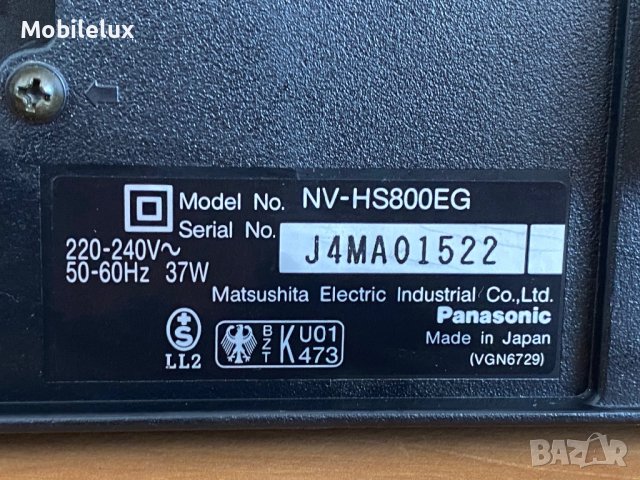 Mobilelux
Model No. NV-HS800EG
Serial No. J4MA01522
220-240V~
50-60Hz 37W
Matsushita Electric Industrial Co.,Ltd.
Panasonic
Made in Japan
(VGN6729)
+S
LL2
BZT K U01 473
BAZAR